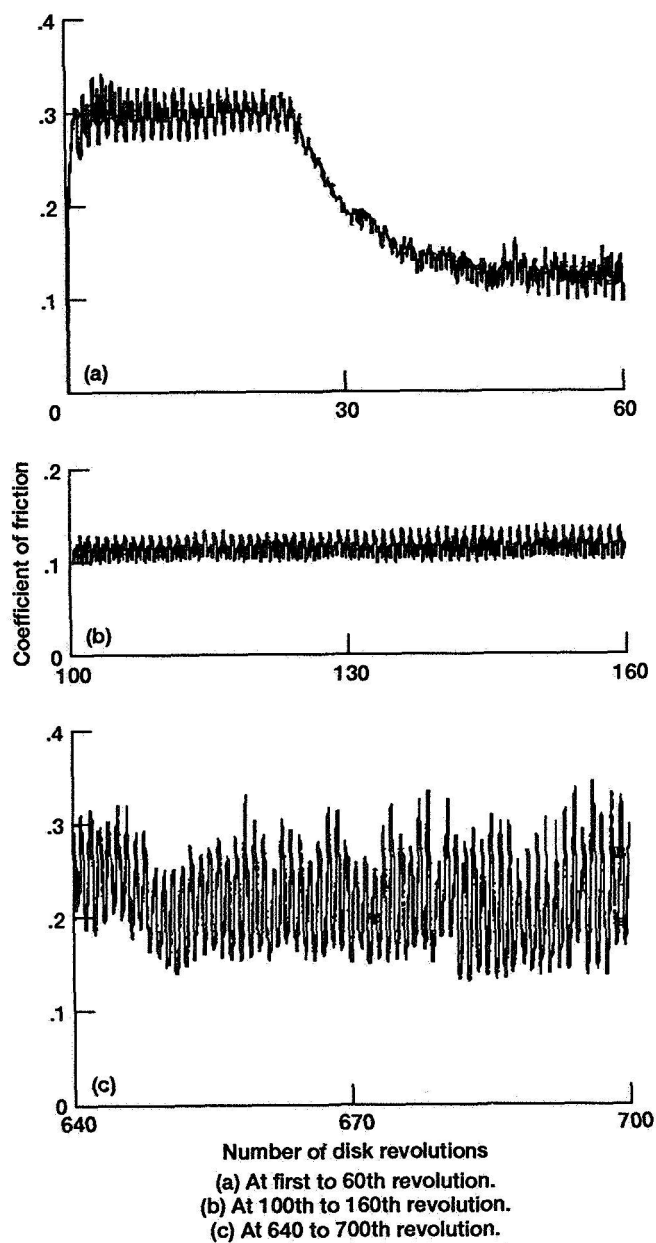 .4
.3
.2
.1
(a)
0
30
60
Coefficient of friction
.2
.1
0
(b)
100
130
160
.4
.3
.2
.1
0
(c)
640
670
700
Number of disk revolutions
(a) At first to 60th revolution.
(b) At 100th to 160th revolution.
(c) At 640 to 700th revolution.